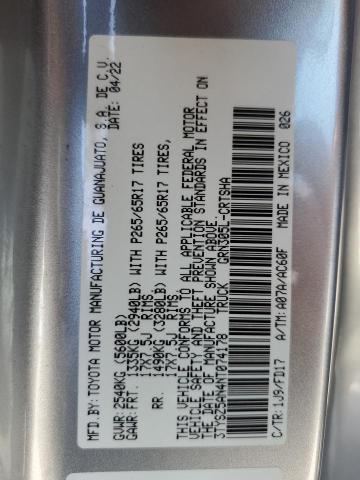 MFD.BY: TOYOTA MOTOR MANUFACTURING DE GUANAJUATO, S.A. DE C.V.
DATE: 04/22
GVWR: 2540KG (5600LB)
GAWR: FRT. 1335KG (2940LB) WITH P265/65R17 TIRES
17X7.5J RIMS,
RR. 1490KG (3280LB) WITH P265/65R17 TIRES
17X7.5J RIMS,
THIS VEHICLE CONFORMS TO ALL APPLICABLE FEDERAL MOTOR
VEHICLE SAFETY AND THEFT PREVENTION STANDARDS IN EFFECT ON
THE DATE OF MANUFACTURE SHOWN ABOVE.
3TYSZ5AN4NT074178 TRUCK GRN305L-CRTSHA
C/TR: 1J9/FD17 A/TM: A07A/AC60F MADE IN MEXICO 026